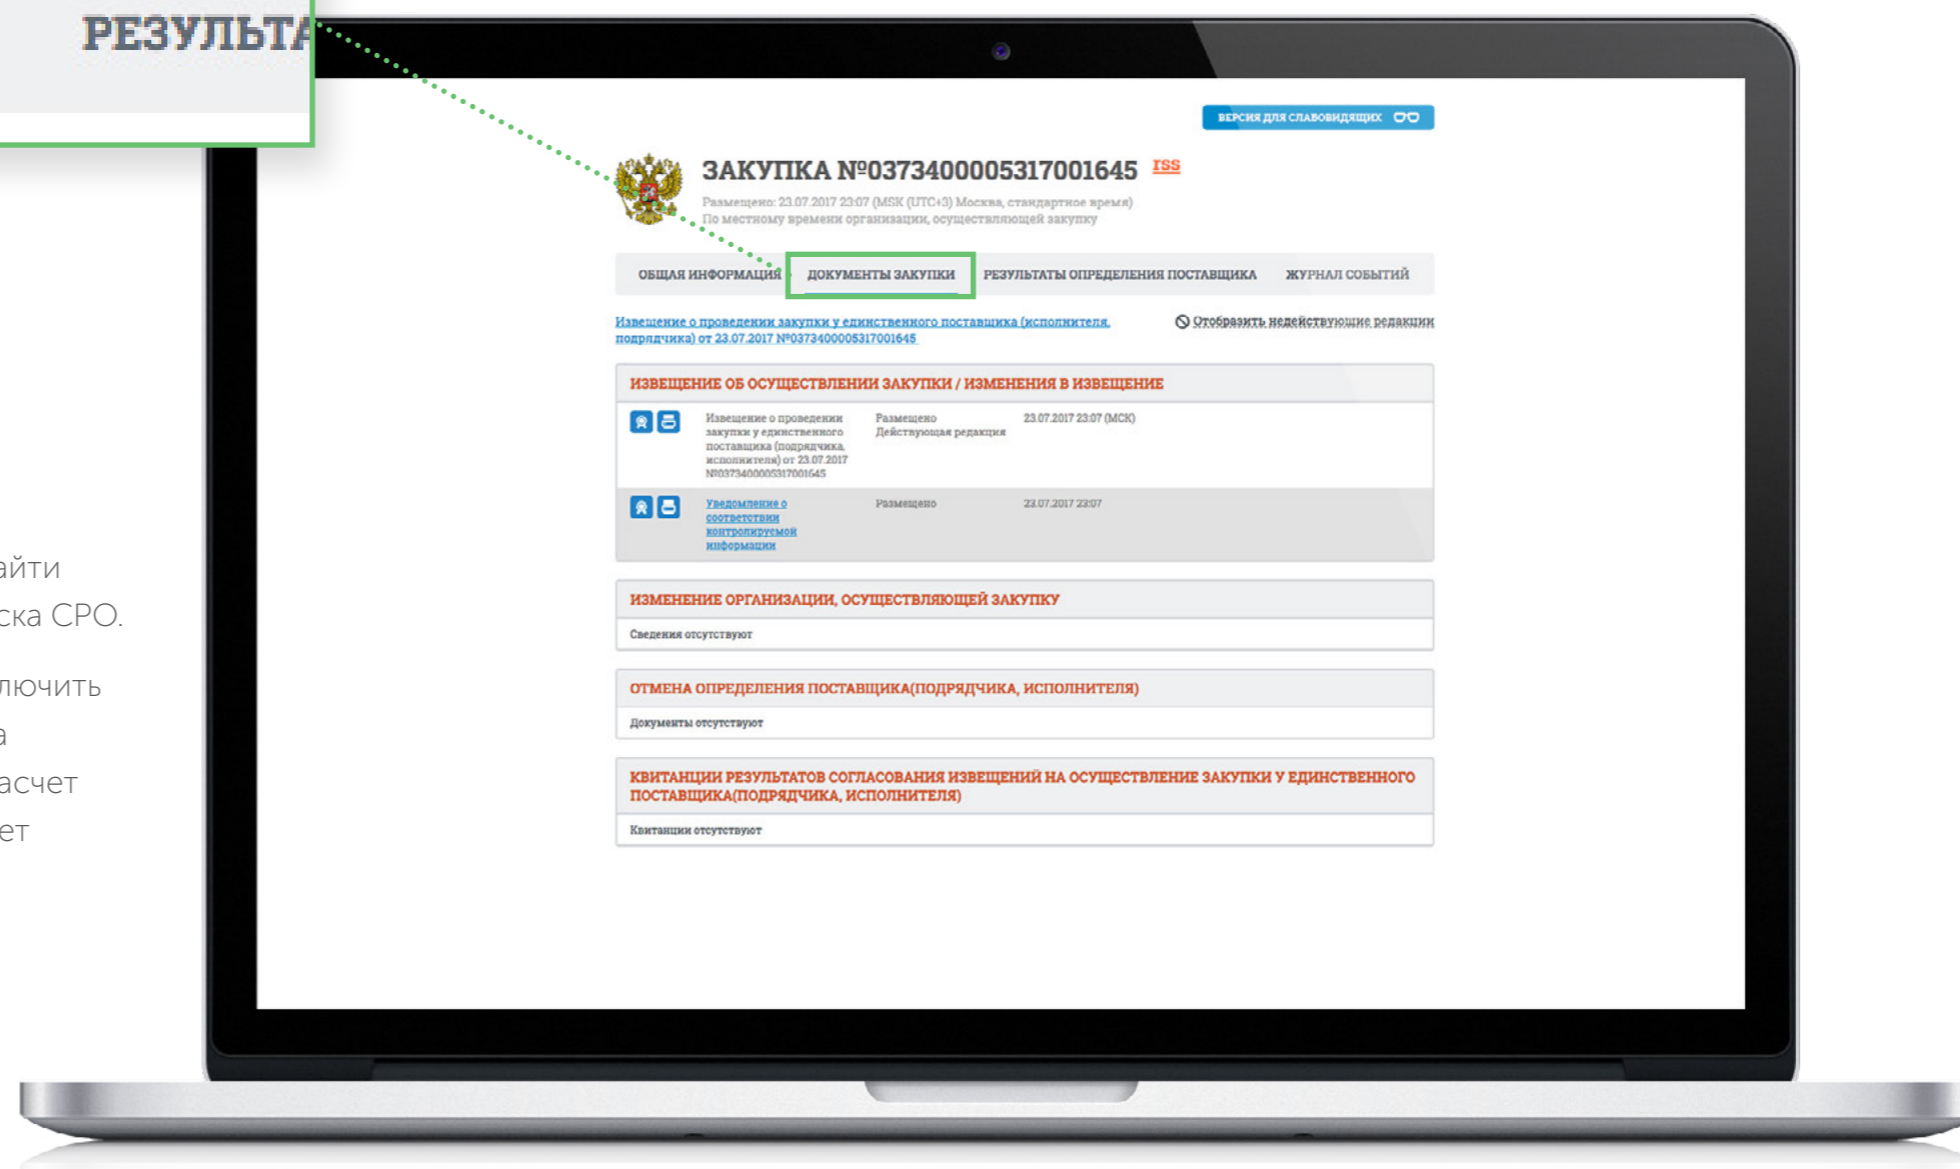 РЕЗУЛЬТА
ВЕРСИЯ ДЛЯ СЛАБОВИДЯЩИХ
ЗАКУПКА №0373400005317001645 rss
Размещено: 23.07.2017 23:07 (MSK (UTC+3) Москва, стандартное время)
По местному времени организации, осуществляющей закупку
ОБЩАЯ ИНФОРМАЦИЯ ДОКУМЕНТЫ ЗАКУПКИ РЕЗУЛЬТАТЫ ОПРЕДЕЛЕНИЯ ПОСТАВЩИКА ЖУРНАЛ СОБЫТИЙ
Извещение о проведении закупки у единственного поставщика (исполнителя,
подрядчика) от 23.07.2017 №0373400005317001645
Отобразить недействующие редакции
ИЗВЕЩЕНИЕ ОБ ОСУЩЕСТВЛЕНИИ ЗАКУПКИ / ИЗМЕНЕНИЯ В ИЗВЕЩЕНИЕ
Извещение о проведении
закупки у единственного
поставщика (подрядчика,
исполнителя) от 23.07.2017
№0373400005317001645
Размещено
Действующая редакция
23.07.2017 23:07 (МСК)
Уведомление о
соответствии
контролируемой
информации
Размещено
23.07.2017 23:07
ИЗМЕНЕНИЕ ОРГАНИЗАЦИИ, ОСУЩЕСТВЛЯЮЩЕЙ ЗАКУПКУ
Сведения отсутствуют
ОТМЕНА ОПРЕДЕЛЕНИЯ ПОСТАВЩИКА(ПОДРЯДЧИКА, ИСПОЛНИТЕЛЯ)
Документы отсутствуют
КВИТАНЦИИ РЕЗУЛЬТАТОВ СОГЛАСОВАНИЯ ИЗВЕЩЕНИЙ НА ОСУЩЕСТВЛЕНИЕ ЗАКУПКИ У ЕДИНСТВЕННОГО
ПОСТАВЩИКА(ПОДРЯДЧИКА, ИСПОЛНИТЕЛЯ)
Квитанции отсутствуют
айти
ска СРО.
лючить
а
асчет
ет